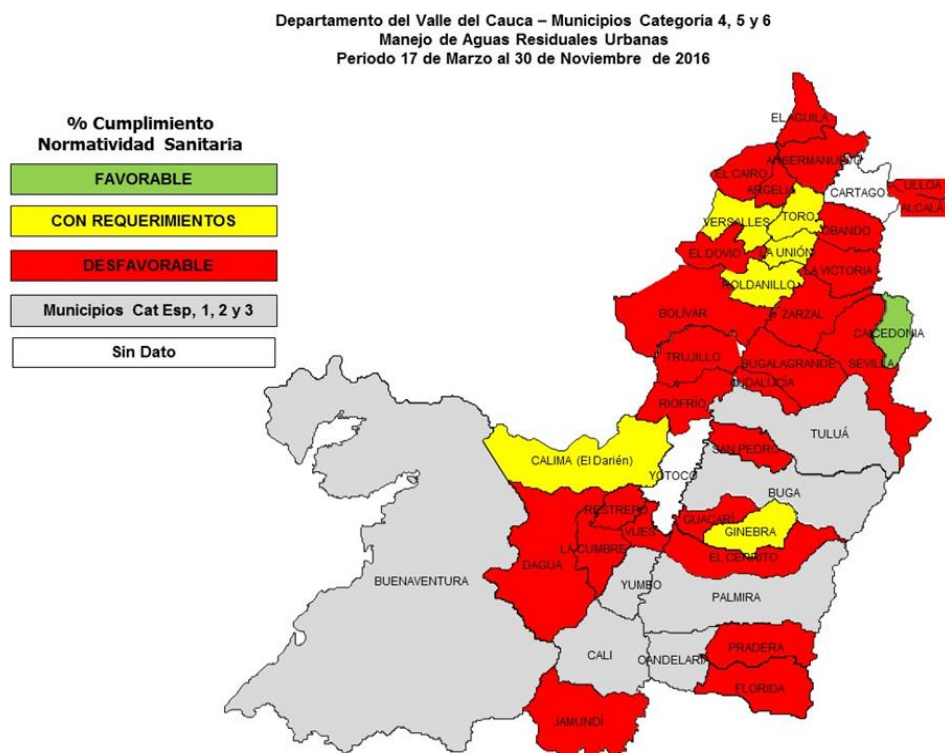 Departamento del Valle del Cauca – Municipios Categoria 4, 5 y 6
Manejo de Aguas Residuales Urbanas
Periodo 17 de Marzo al 30 de Noviembre de 2016
% Cumplimiento
Normatividad Sanitaria
FAVORABLE
CON REQUERIMIENTOS
DESFAVORABLE
Municipios Cat Esp, 1, 2 y 3
Sin Dato
EL AGUILA
ANSERMANUEVO
EL CAIRO
ARGELIA
CARTAGO
ULLOA
ALCALÁ
VERSALLES
TORO
OBANDO
EL DOVIO
LA UNIÓN
LA VICTORIA
ROLDANILLO
BOLIVAR
ZARZAL
CAICEDONIA
TRUJILLO
BUGALAGRANDE
SEVILLA
ANDALUCÍA
RIOFRÍO
TULUÁ
SAN PEDRO
CALIMA (El Darién)
YOTOCO
BUGA
RESTREPO
GUACARÍ
VIJES
GINEBRA
LA CUMBRE
EL CERRITO
DAGUA
BUENAVENTURA
YUMBO
PALMIRA
CALI
CANDELARIA
PRADERA
FLORIDA
JAMUNDÍ